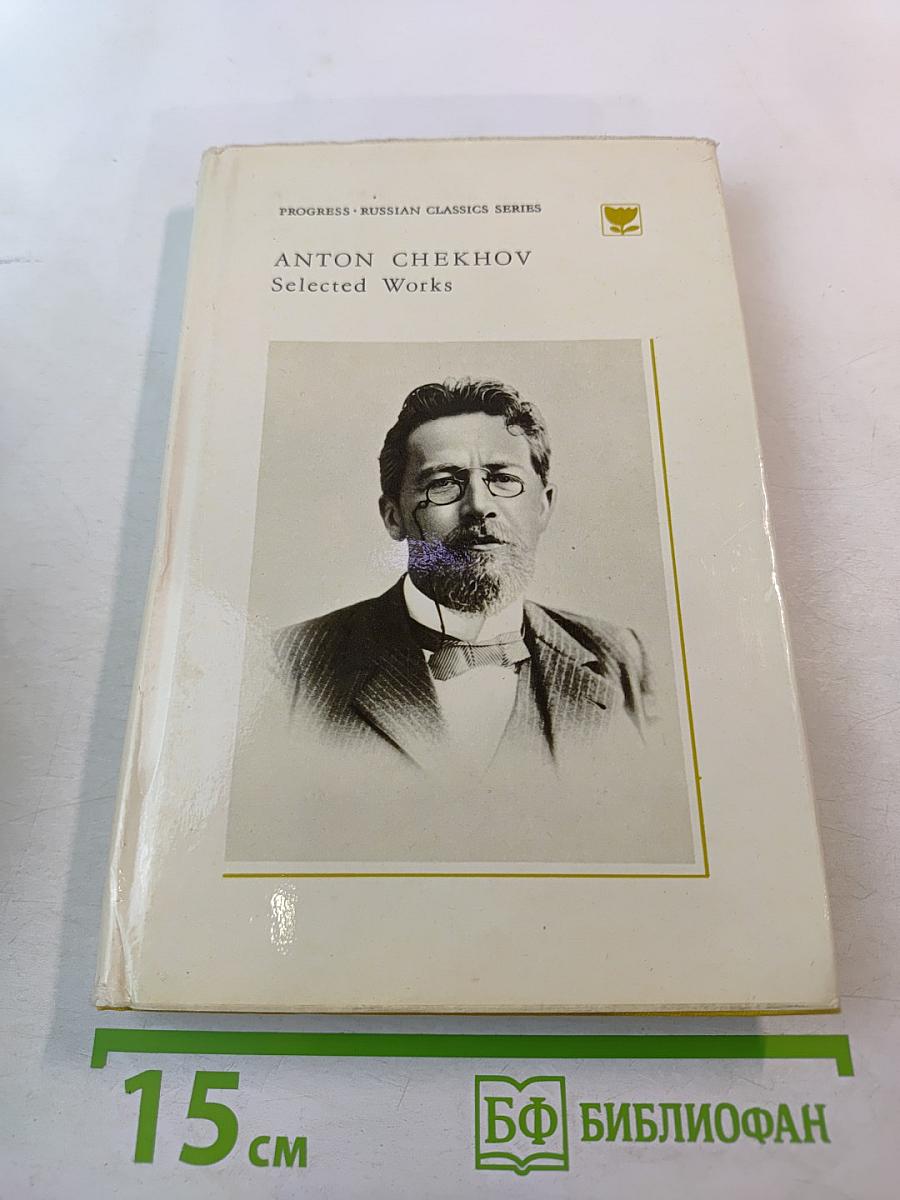 PROGRESS · RUSSIAN CLASSICS SERIES
ANTON CHEKHOV
Selected Works
15 см
БФ БИБЛИОФАН